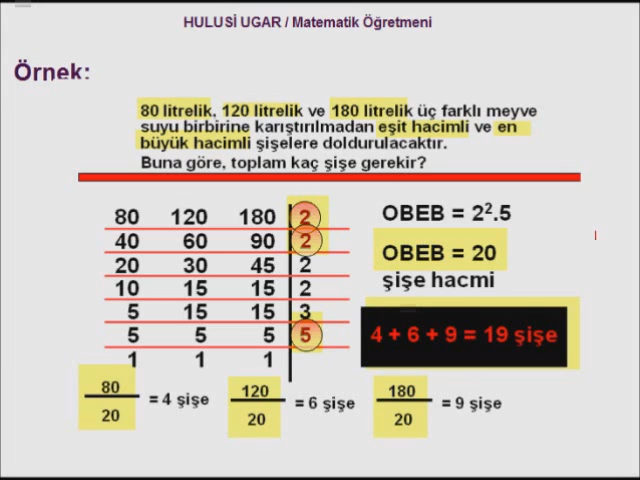 HULUSİ UGAR / Matematik Öğretmeni
Örnek:
80 litrelik, 120 litrelik ve 180 litrelik üç farklı meyve
suyu birbirine karıştırılmadan eşit hacimli ve en
büyük hacimli şişelere doldurulacaktır.
Buna göre, toplam kaç şişe gerekir?
80 120 180 2
40 60 90 2
20 30 45 2
10 15 15 2
5 15 15 3
5 5 5 5
1 1 1
OBEB = 2².5
OBEB = 20
şişe hacmi
4 + 6 + 9 = 19 şişe
80/20 = 4 şişe
120/20 = 6 şişe
180/20 = 9 şişe